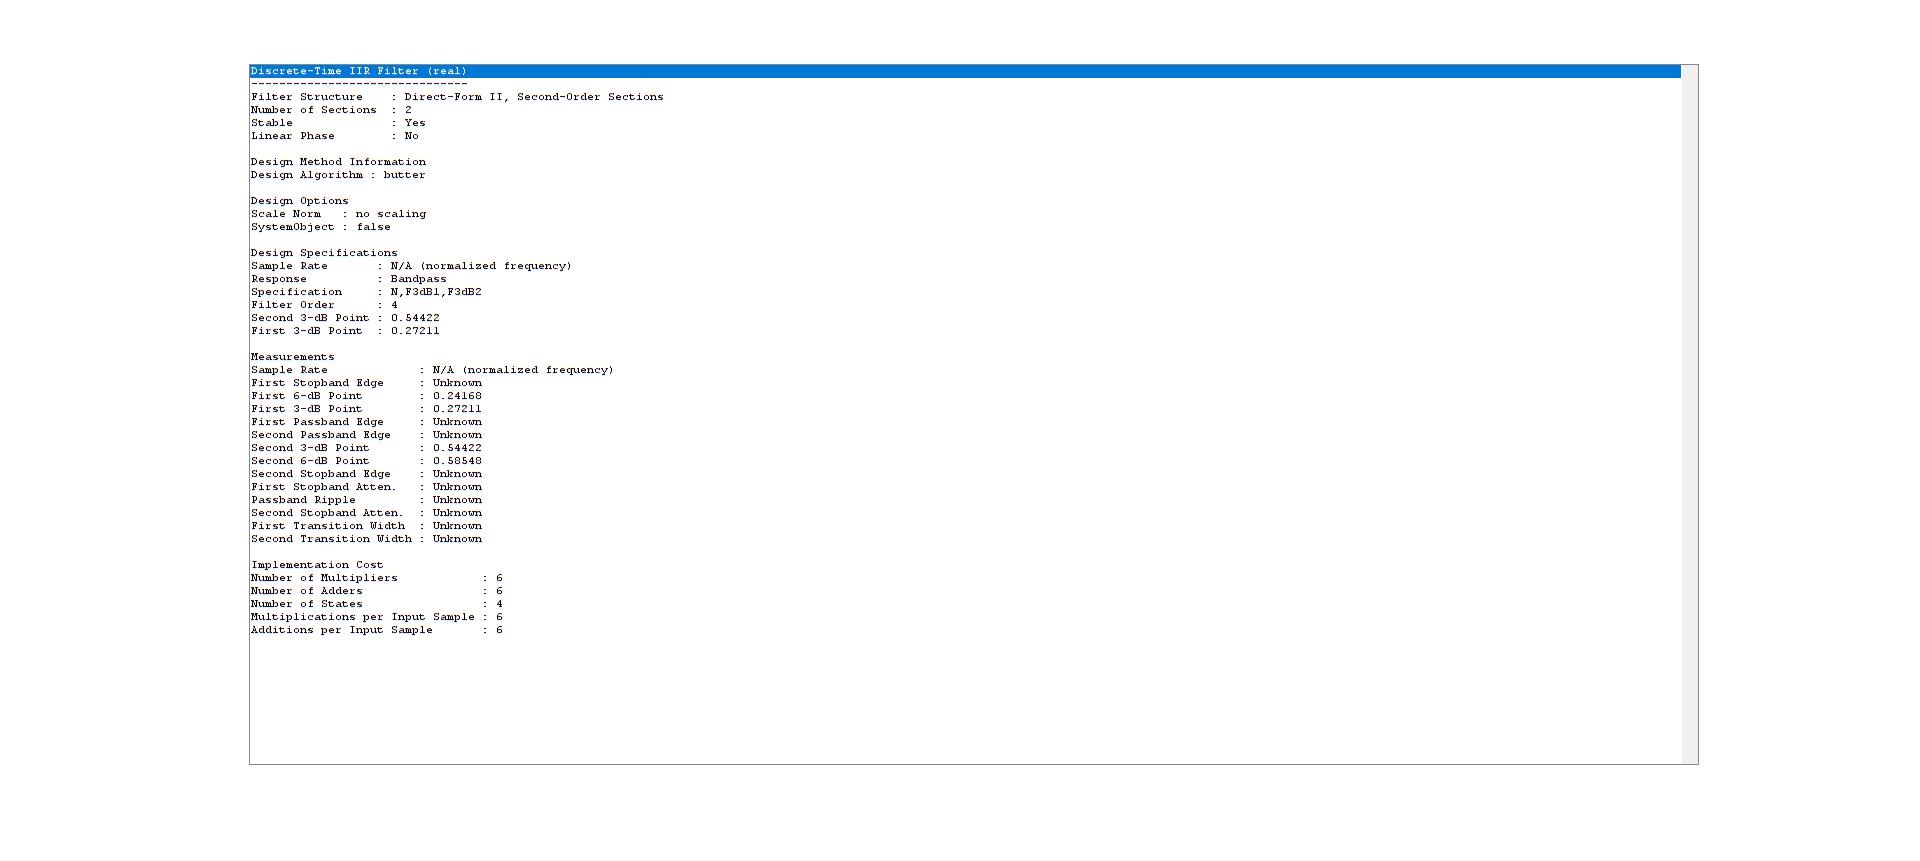 Discrete-Time IIR Filter (real)
-------------------------------
Filter Structure    : Direct-Form II, Second-Order Sections
Number of Sections  : 2
Stable              : Yes
Linear Phase        : No
Design Method Information
Design Algorithm : butter
Design Options
Scale Norm   : no scaling
SystemObject : false
Design Specifications
Sample Rate       : N/A (normalized frequency)
Response          : Bandpass
Specification     : N,F3dB1,F3dB2
Filter Order      : 4
Second 3-dB Point : 0.54422
First 3-dB Point  : 0.27211
Measurements
Sample Rate             : N/A (normalized frequency)
First Stopband Edge     : Unknown
First 6-dB Point        : 0.24168
First 3-dB Point        : 0.27211
First Passband Edge     : Unknown
Second Passband Edge    : Unknown
Second 3-dB Point       : 0.54422
Second 6-dB Point       : 0.58548
Second Stopband Edge    : Unknown
First Stopband Atten.   : Unknown
Passband Ripple         : Unknown
Second Stopband Atten.  : Unknown
First Transition Width  : Unknown
Second Transition Width : Unknown
Implementation Cost
Number of Multipliers            : 6
Number of Adders                 : 6
Number of States                 : 4
Multiplications per Input Sample : 6
Additions per Input Sample       : 6